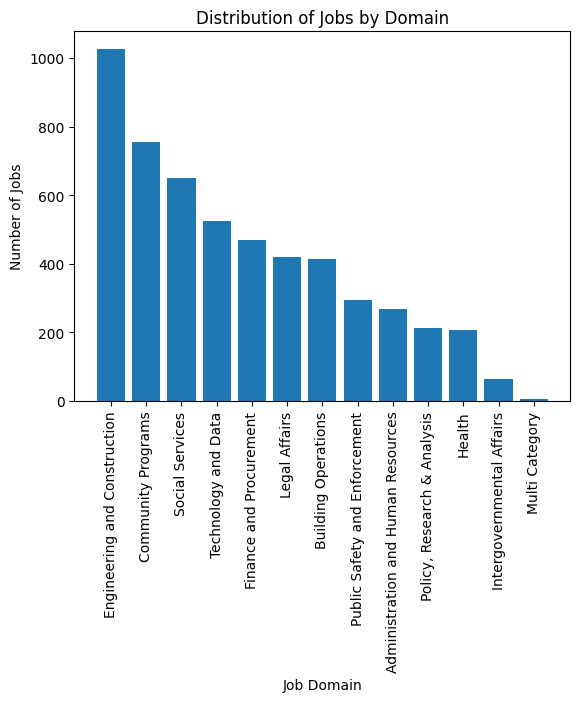 Distribution of Jobs by Domain
Number of Jobs
1000
800
600
400
200
0
Engineering and Construction
Community Programs
Social Services
Technology and Data
Finance and Procurement
Legal Affairs
Building Operations
Public Safety and Enforcement
Administration and Human Resources
Policy, Research & Analysis
Health
Intergovernmental Affairs
Multi Category
Job Domain